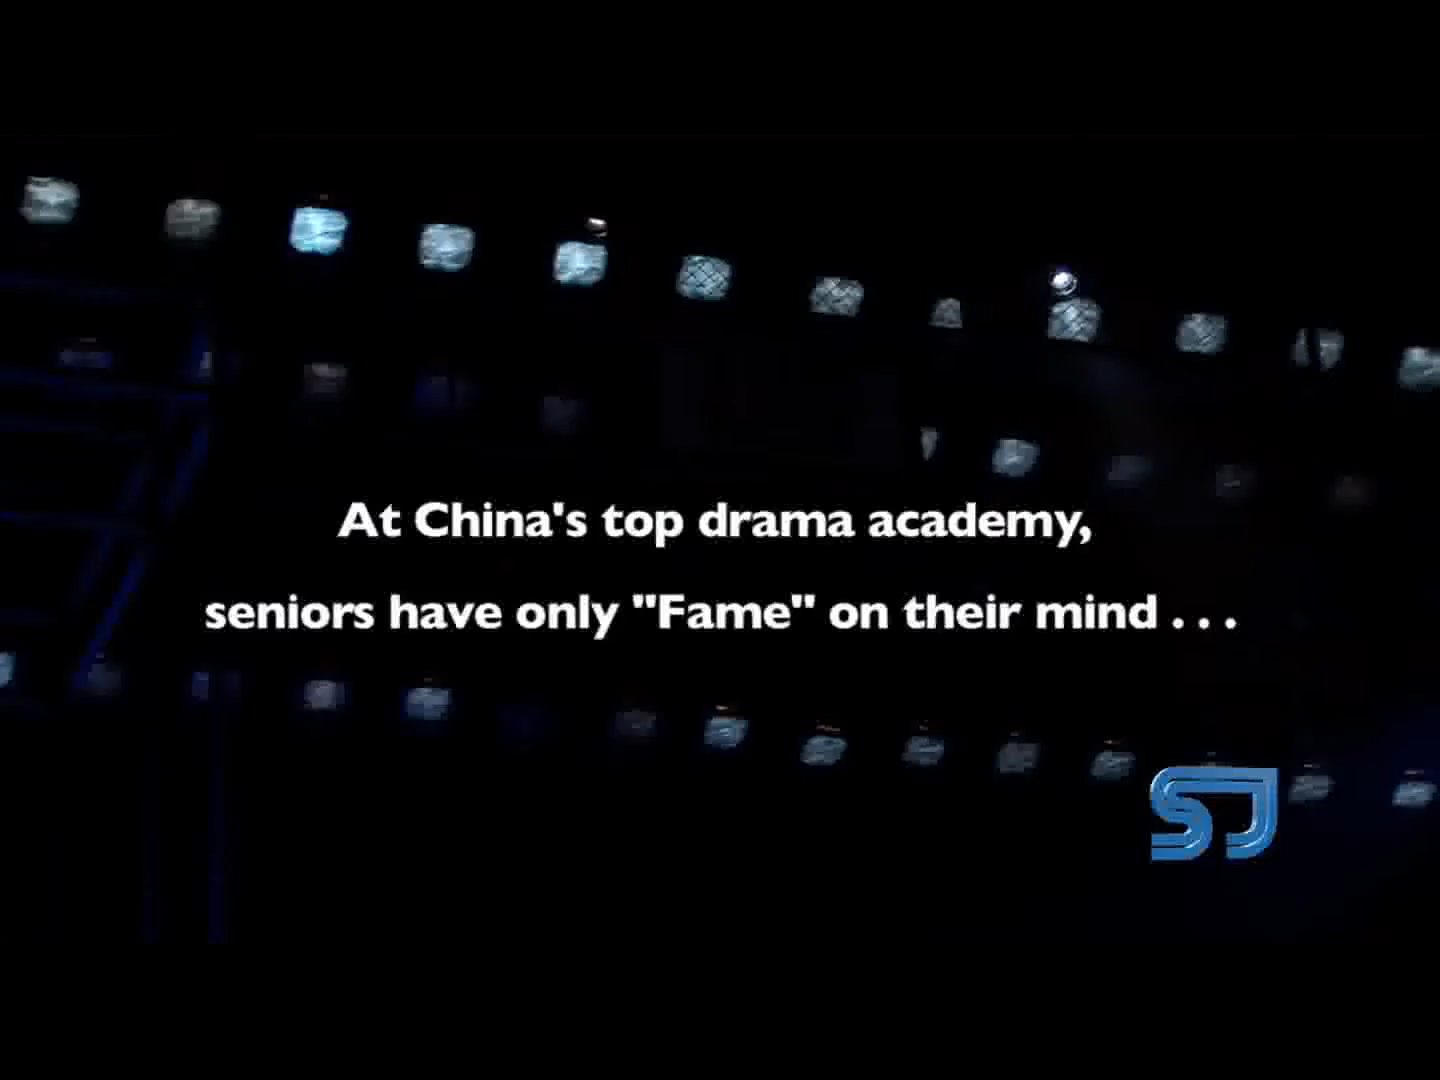 At China's top drama academy,
seniors have only "Fame" on their mind . . .
SJ